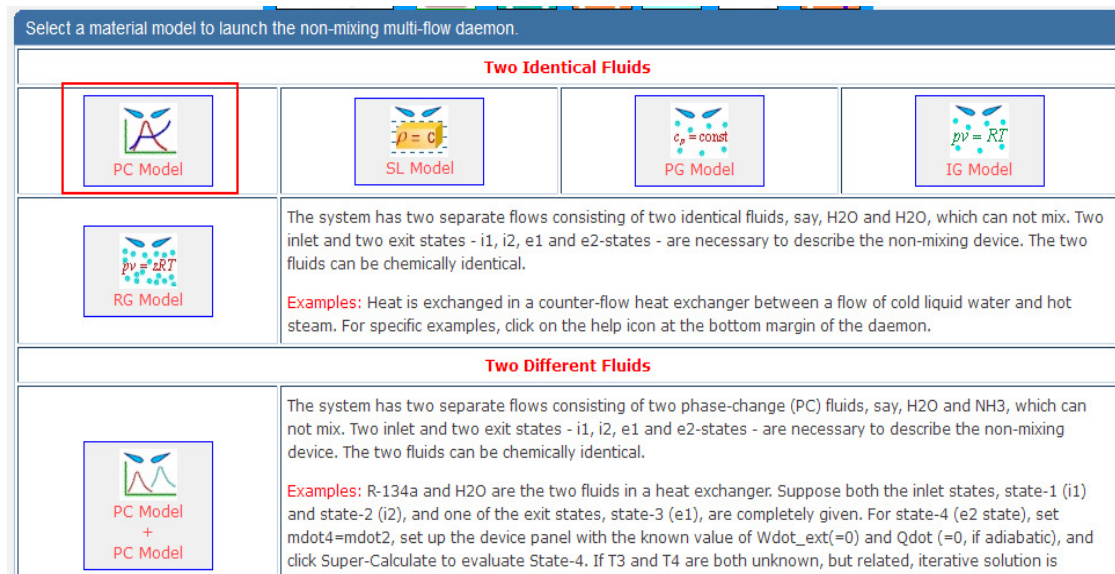 Select a material model to launch the non-mixing multi-flow daemon.
Two Identical Fluids
PC Model
ρ = c
SL Model
c_p = const
PG Model
pv = RT
IG Model
pv = zRT
RG Model
The system has two separate flows consisting of two identical fluids, say, H2O and H2O, which can not mix. Two
inlet and two exit states - i1, i2, e1 and e2-states - are necessary to describe the non-mixing device. The two
fluids can be chemically identical.
Examples: Heat is exchanged in a counter-flow heat exchanger between a flow of cold liquid water and hot
steam. For specific examples, click on the help icon at the bottom margin of the daemon.
Two Different Fluids
PC Model
+
PC Model
The system has two separate flows consisting of two phase-change (PC) fluids, say, H2O and NH3, which can
not mix. Two inlet and two exit states - i1, i2, e1 and e2-states - are necessary to describe the non-mixing
device. The two fluids can be chemically identical.
Examples: R-134a and H2O are the two fluids in a heat exchanger. Suppose both the inlet states, state-1 (i1)
and state-2 (i2), and one of the exit states, state-3 (e1), are completely given. For state-4 (e2 state), set
mdot4=mdot2, set up the device panel with the known value of Wdot_ext(=0) and Qdot (=0, if adiabatic), and
click Super-Calculate to evaluate State-4. If T3 and T4 are both unknown, but related, iterative solution is